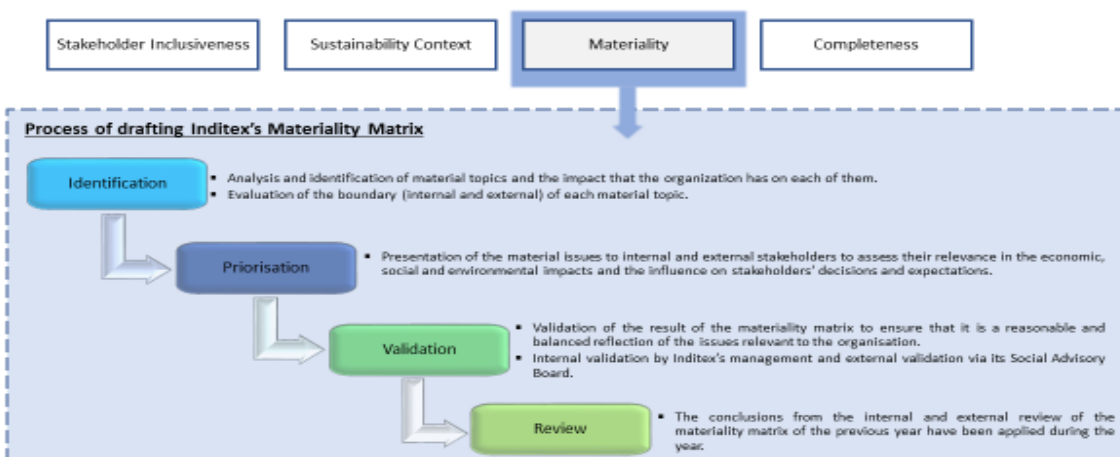 Stakeholder Inclusiveness
Sustainability Context
Materiality
Completeness
Process of drafting Inditex's Materiality Matrix
Identification
▪ Analysis and identification of material topics and the impact that the organization has on each of them.
▪ Evaluation of the boundary (internal and external) of each material topic.
Priorisation
▪ Presentation of the material issues to internal and external stakeholders to assess their relevance in the economic,
social and environmental impacts and the influence on stakeholders' decisions and expectations.
Validation
▪ Validation of the result of the materiality matrix to ensure that it is a reasonable and
balanced reflection of the issues relevant to the organisation.
▪ Internal validation by Inditex's management and external validation via its Social Advisory
Board.
Review
▪ The conclusions from the internal and external review of the
materiality matrix of the previous year have been applied during the
year.